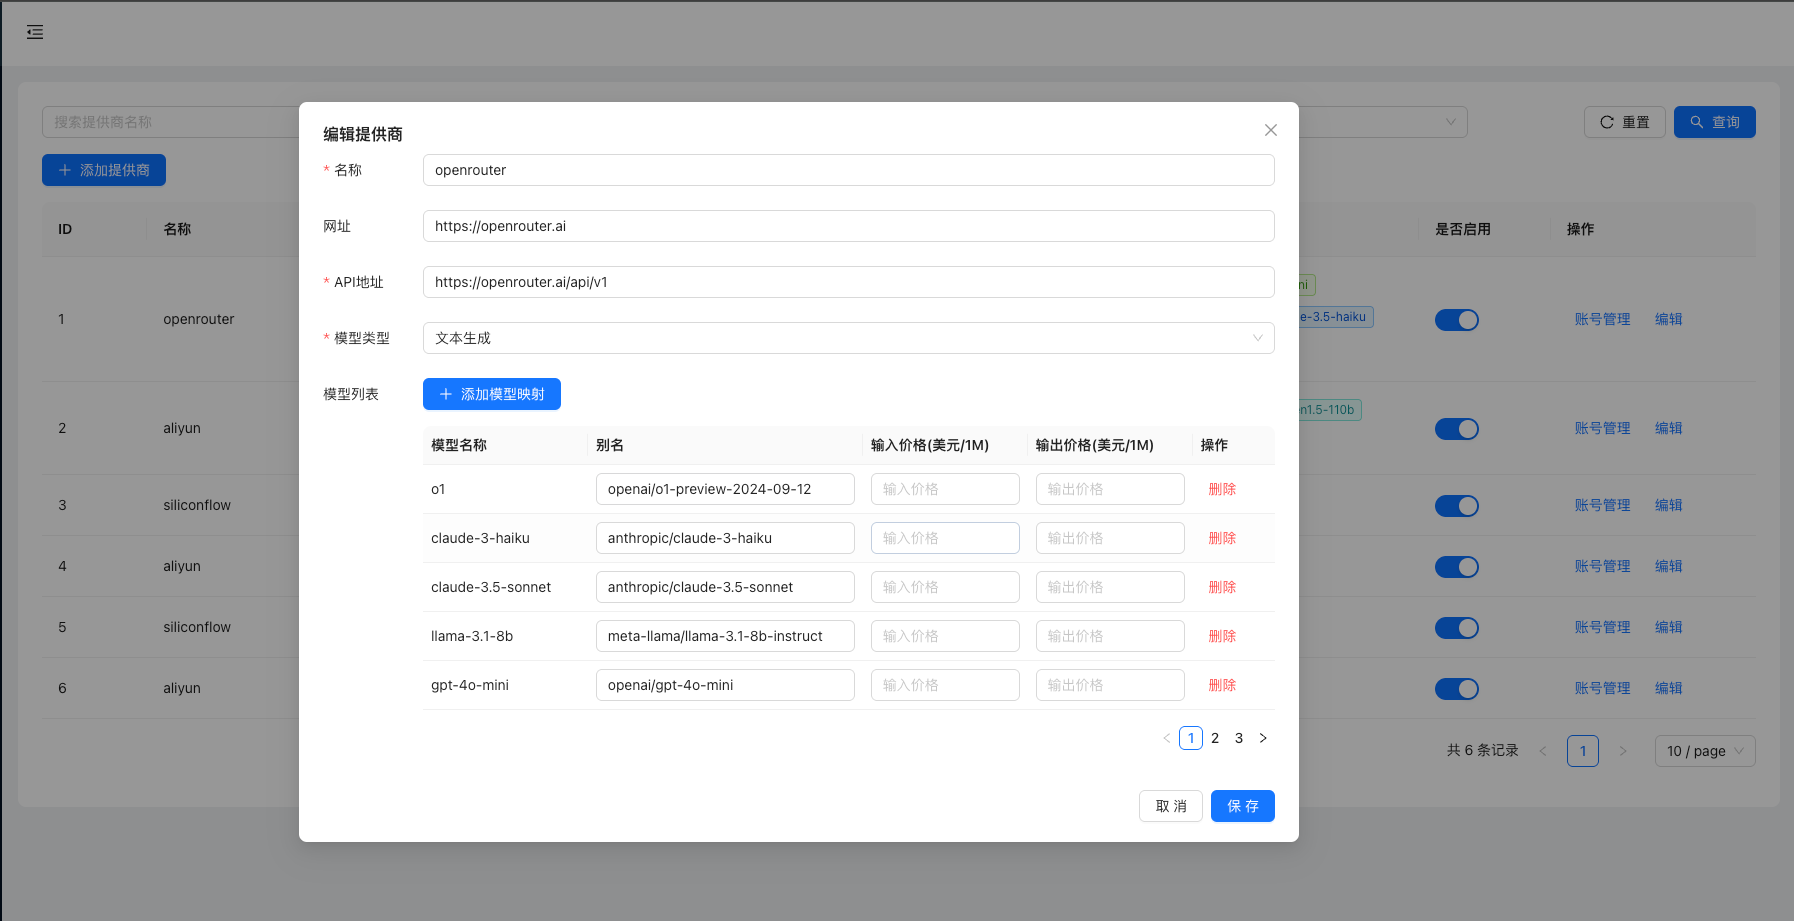 搜索提供商名称
重置
查询
添加提供商
ID 名称 是否启用 操作
1 openrouter ni
e-3.5-haiku 账号管理 编辑
2 aliyun n1.5-110b 账号管理 编辑
3 siliconflow 账号管理 编辑
4 aliyun 账号管理 编辑
5 siliconflow 账号管理 编辑
6 aliyun 账号管理 编辑
共 6 条记录 < 1 > 10 / page
编辑提供商
* 名称 openrouter
网址 https://openrouter.ai
* API地址 https://openrouter.ai/api/v1
* 模型类型 文本生成
模型列表 添加模型映射
模型名称 别名 输入价格(美元/1M) 输出价格(美元/1M) 操作
o1 openai/o1-preview-2024-09-12 输入价格 输出价格 删除
claude-3-haiku anthropic/claude-3-haiku 输入价格 输出价格 删除
claude-3.5-sonnet anthropic/claude-3.5-sonnet 输入价格 输出价格 删除
llama-3.1-8b meta-llama/llama-3.1-8b-instruct 输入价格 输出价格 删除
gpt-4o-mini openai/gpt-4o-mini 输入价格 输出价格 删除
< 1 2 3 >
取 消 保 存